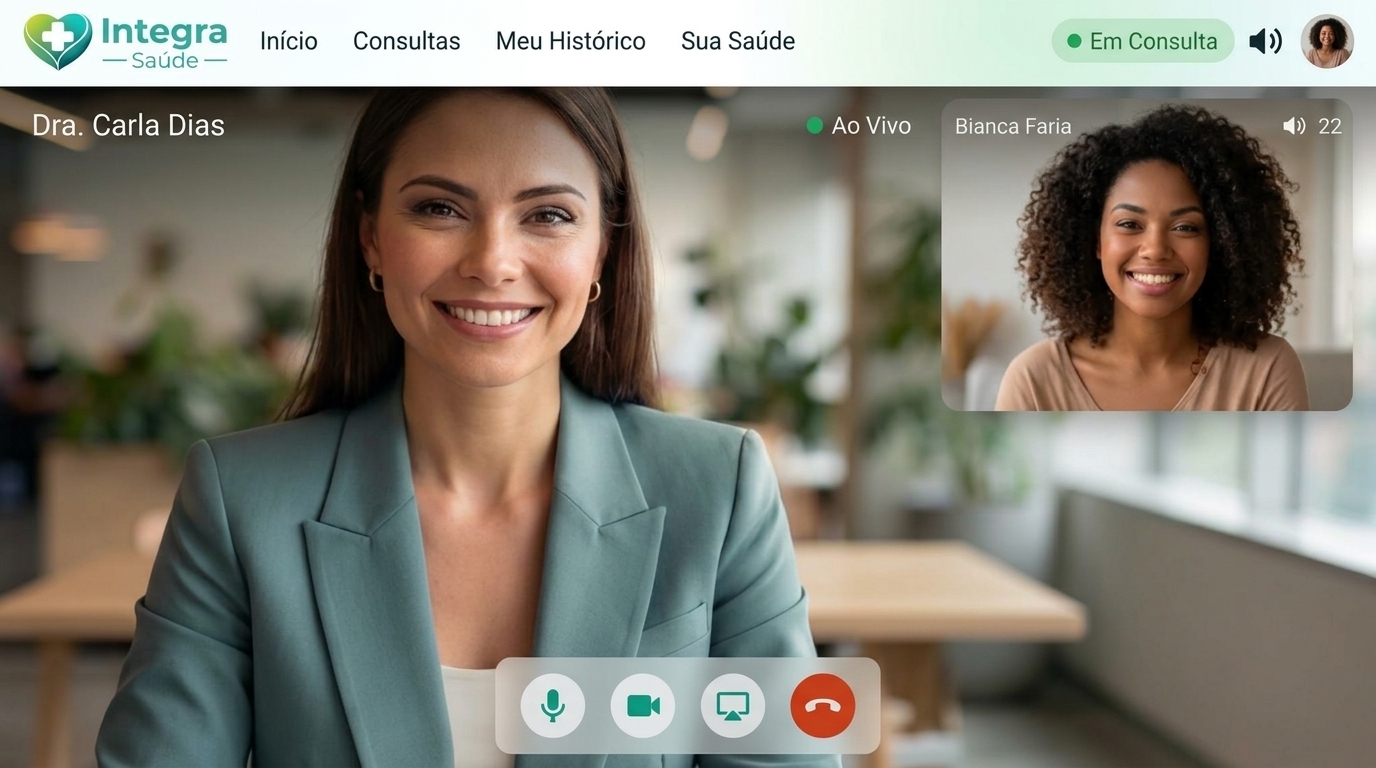 Integra
Saúde
Início
Consultas
Meu Histórico
Sua Saúde
Em Consulta
Dra. Carla Dias
Ao Vivo
Bianca Faria
22